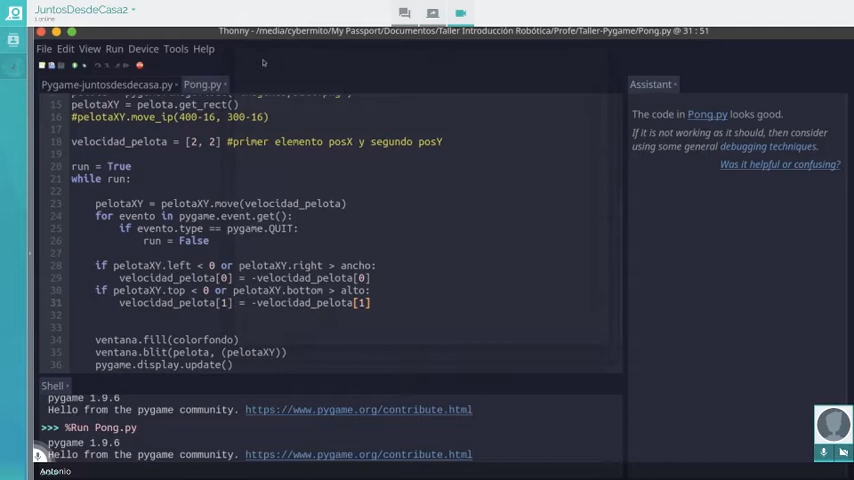 JuntosDesdeCasa2
1 online
Thonny - /media/cybermito/My Passport/Documentos/Taller Introducción Robótica/Profe/Taller-Pygame/Pong.py @ 31 : 51
File Edit View Run Device Tools Help
Pygame-juntosdesdecasa.py
Pong.py
15 pelotaXY = pelota.get_rect()
16 #pelotaXY.move_ip(400-16, 300-16)
17
18 velocidad_pelota = [2, 2] #primer elemento posX y segundo posY
19
20 run = True
21 while run:
22
23 pelotaXY = pelotaXY.move(velocidad_pelota)
24 for evento in pygame.event.get():
25 if evento.type == pygame.QUIT:
26 run = False
27
28 if pelotaXY.left < 0 or pelotaXY.right > ancho:
29 velocidad_pelota[0] = -velocidad_pelota[0]
30 if pelotaXY.top < 0 or pelotaXY.bottom > alto:
31 velocidad_pelota[1] = -velocidad_pelota[1]
32
33
34 ventana.fill(colorfondo)
35 ventana.blit(pelota, (pelotaXY))
36 pygame.display.update()
Assistant
The code in Pong.py looks good.
If it is not working as it should, then consider
using some general debugging techniques.
Was it helpful or confusing?
Shell
pygame 1.9.6
Hello from the pygame community. https://www.pygame.org/contribute.html
>>> %Run Pong.py
pygame 1.9.6
Hello from the pygame community. https://www.pygame.org/contribute.html
Antonio